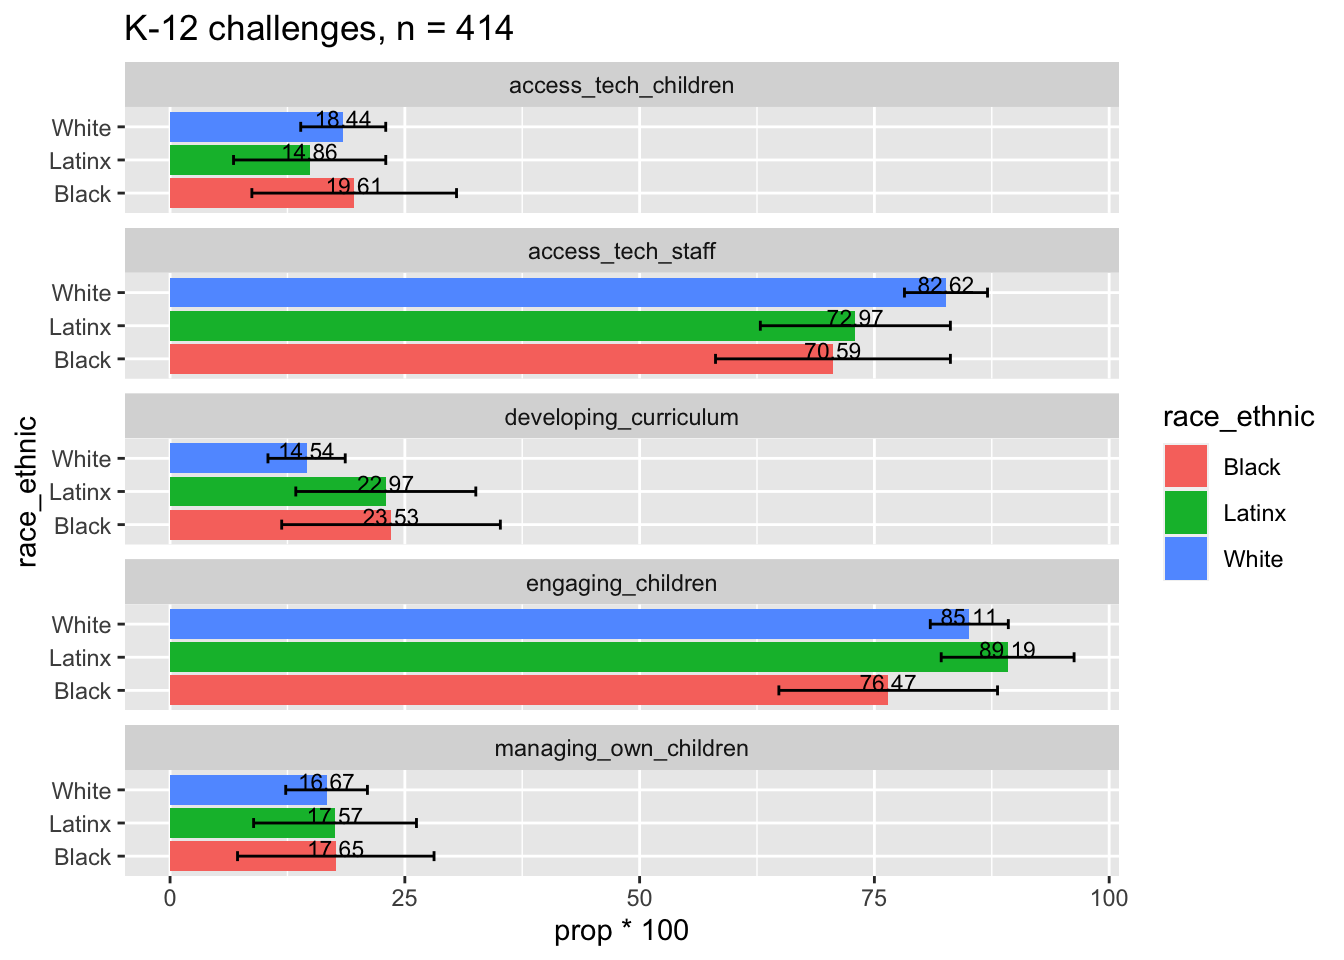 K-12 challenges, n = 414
access_tech_children
White 18.44
Latinx 14.86
Black 19.61
access_tech_staff
White 82.62
Latinx 72.97
Black 70.59
developing_curriculum
White 14.54
Latinx 22.97
Black 23.53
engaging_children
White 85.11
Latinx 89.19
Black 76.47
managing_own_children
White 16.67
Latinx 17.57
Black 17.65
0 25 50 75 100
prop * 100
race_ethnic
race_ethnic
Black
Latinx
White